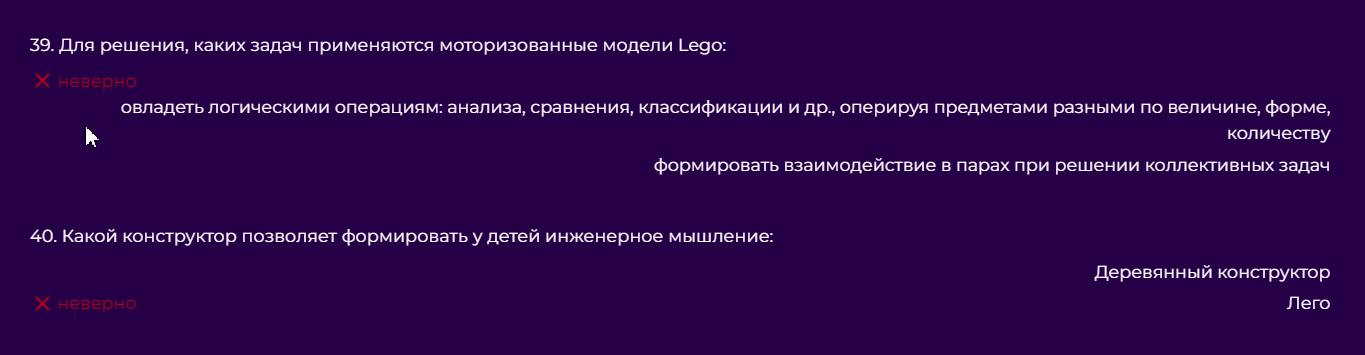 39. Для решения, каких задач применяются моторизованные модели Lego:
неверно
овладеть логическими операциям: анализа, сравнения, классификации и др., оперируя предметами разными по величине, форме,
количеству
формировать взаимодействие в парах при решении коллективных задач
40. Какой конструктор позволяет формировать у детей инженерное мышление:
Деревянный конструктор
неверно Лего